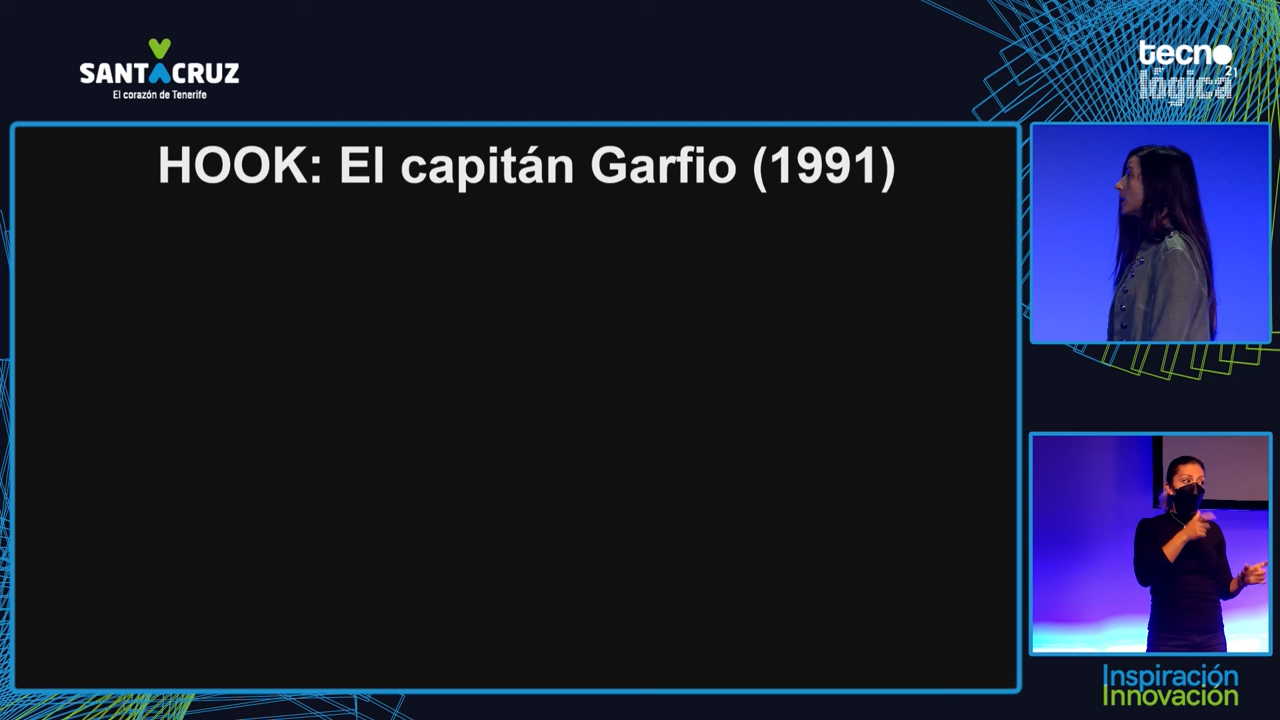 SANTACRUZ
El corazón de Tenerife
tecno
lógica
21
HOOK: El capitán Garfio (1991)
Inspiración
Innovación